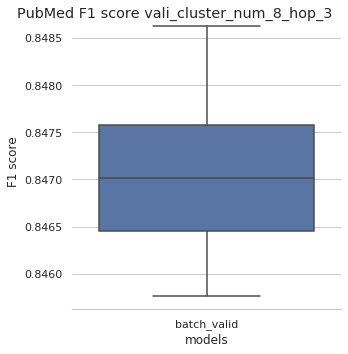 PubMed F1 score vali_cluster_num_8_hop_3
0.8485
0.8480
0.8475
0.8470
0.8465
0.8460
F1 score
batch_valid
models